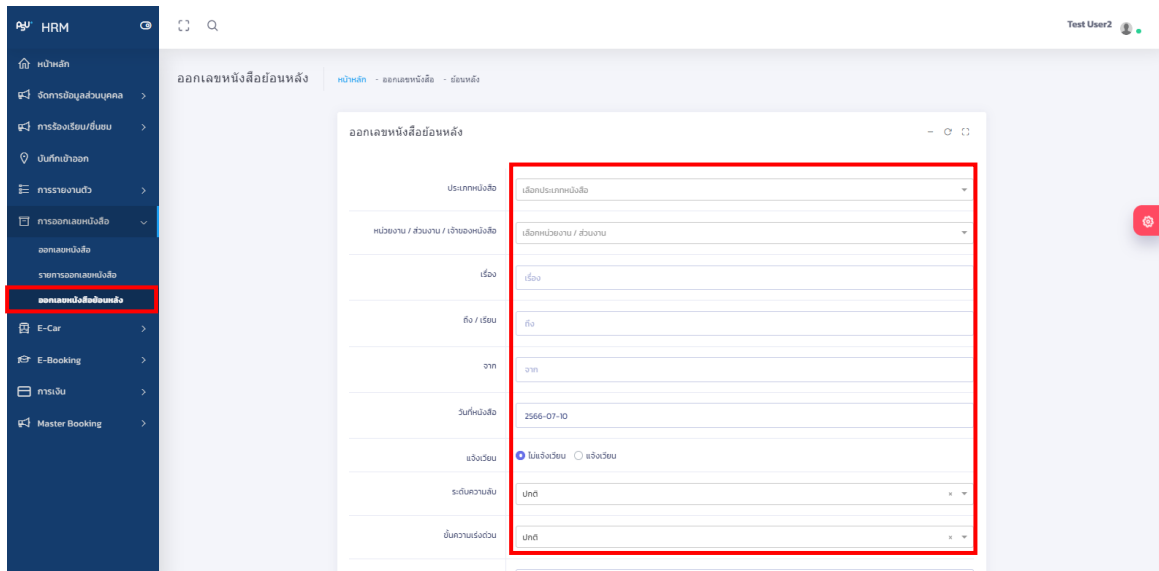 PSU HRM
Test User2
หน้าหลัก
จัดการข้อมูลส่วนบุคคล
การร้องเรียน/ชื่นชม
บันทึกเข้าออก
การรายงานตัว
การออกเลขหนังสือ
ออกเลขหนังสือ
รายการออกเลขหนังสือ
ออกเลขหนังสือย้อนหลัง
E-Car
E-Booking
การเงิน
Master Booking
ออกเลขหนังสือย้อนหลัง
หน้าหลัก - ออกเลขหนังสือ - ย้อนหลัง
ออกเลขหนังสือย้อนหลัง
ประเภทหนังสือ เลือกประเภทหนังสือ
หน่วยงาน / ส่วนงาน / เจ้าของหนังสือ เลือกหน่วยงาน / ส่วนงาน
เรื่อง เรื่อง
ถึง / เรียน ถึง
จาก จาก
วันที่หนังสือ 2566-07-10
แจ้งเวียน ไม่แจ้งเวียน แจ้งเวียน
ระดับความลับ ปกติ ×
ชั้นความเร่งด่วน ปกติ ×